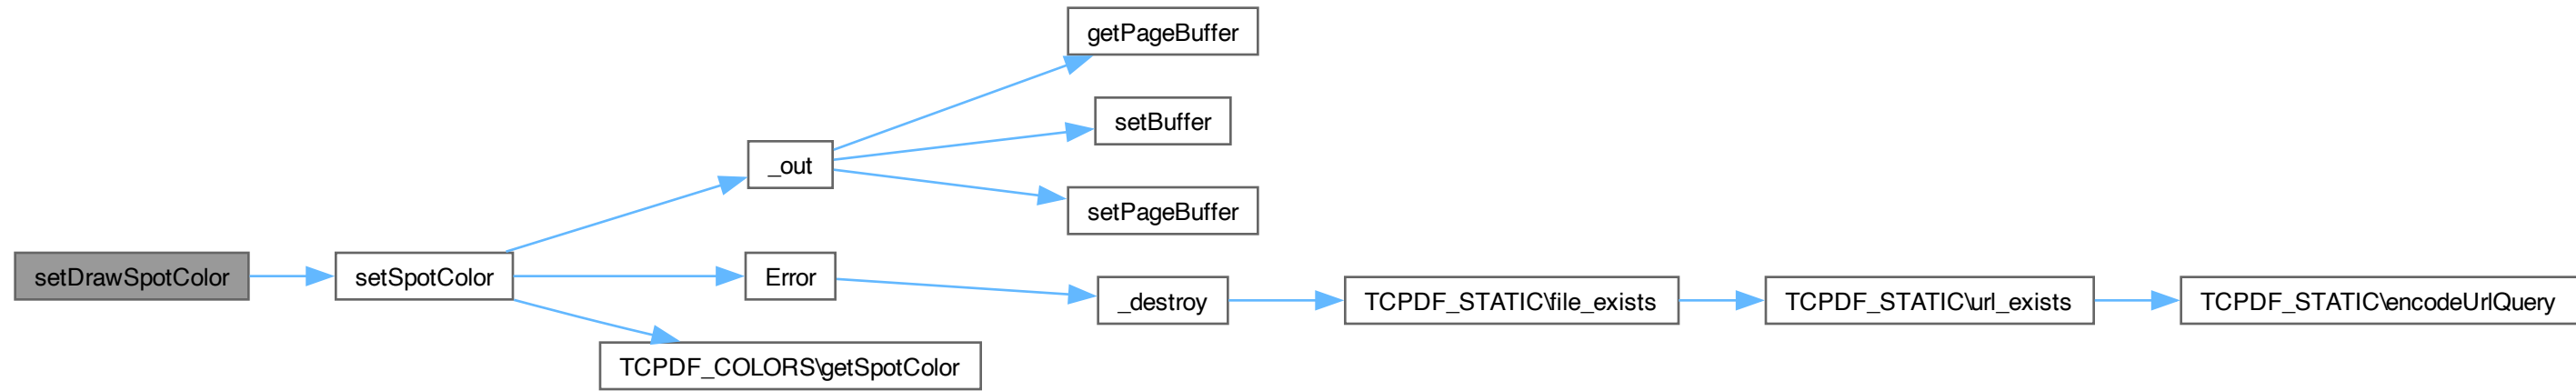 getPageBuffer
setBuffer
_out
setPageBuffer
setDrawSpotColor
setSpotColor
Error
_destroy
TCPDF_STATIC\file_exists
TCPDF_STATIC\url_exists
TCPDF_STATIC\encodeUrlQuery
TCPDF_COLORS\getSpotColor